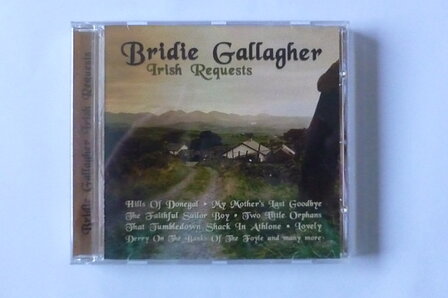 Bridie Gallagher
Irish Requests
Bridie Gallagher Irish Requests
Hills Of Donegal • My Mother's Last Goodbye
The Faithful Sailor Boy • Two Little Orphans
That Tumbledown Shack In Athlone • Lovely
Derry On The Banks Of The Foyle and many more